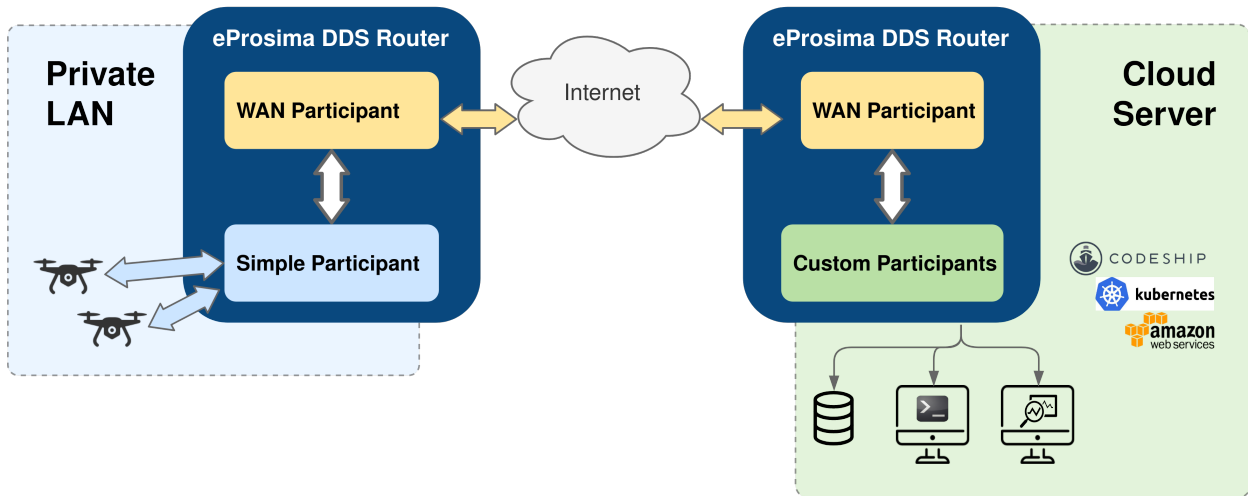 eProsima DDS Router
Private
LAN
WAN Participant
Simple Participant
Internet
eProsima DDS Router
WAN Participant
Custom Participants
Cloud
Server
CODESHIP
kubernetes
amazon
web services